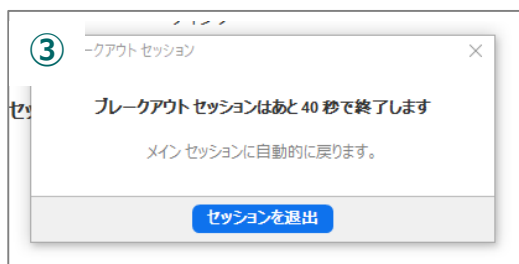 ③
ークアウト セッション
ブレークアウト セッションはあと 40 秒で終了します
メイン セッションに自動的に戻ります。
セッションを退出